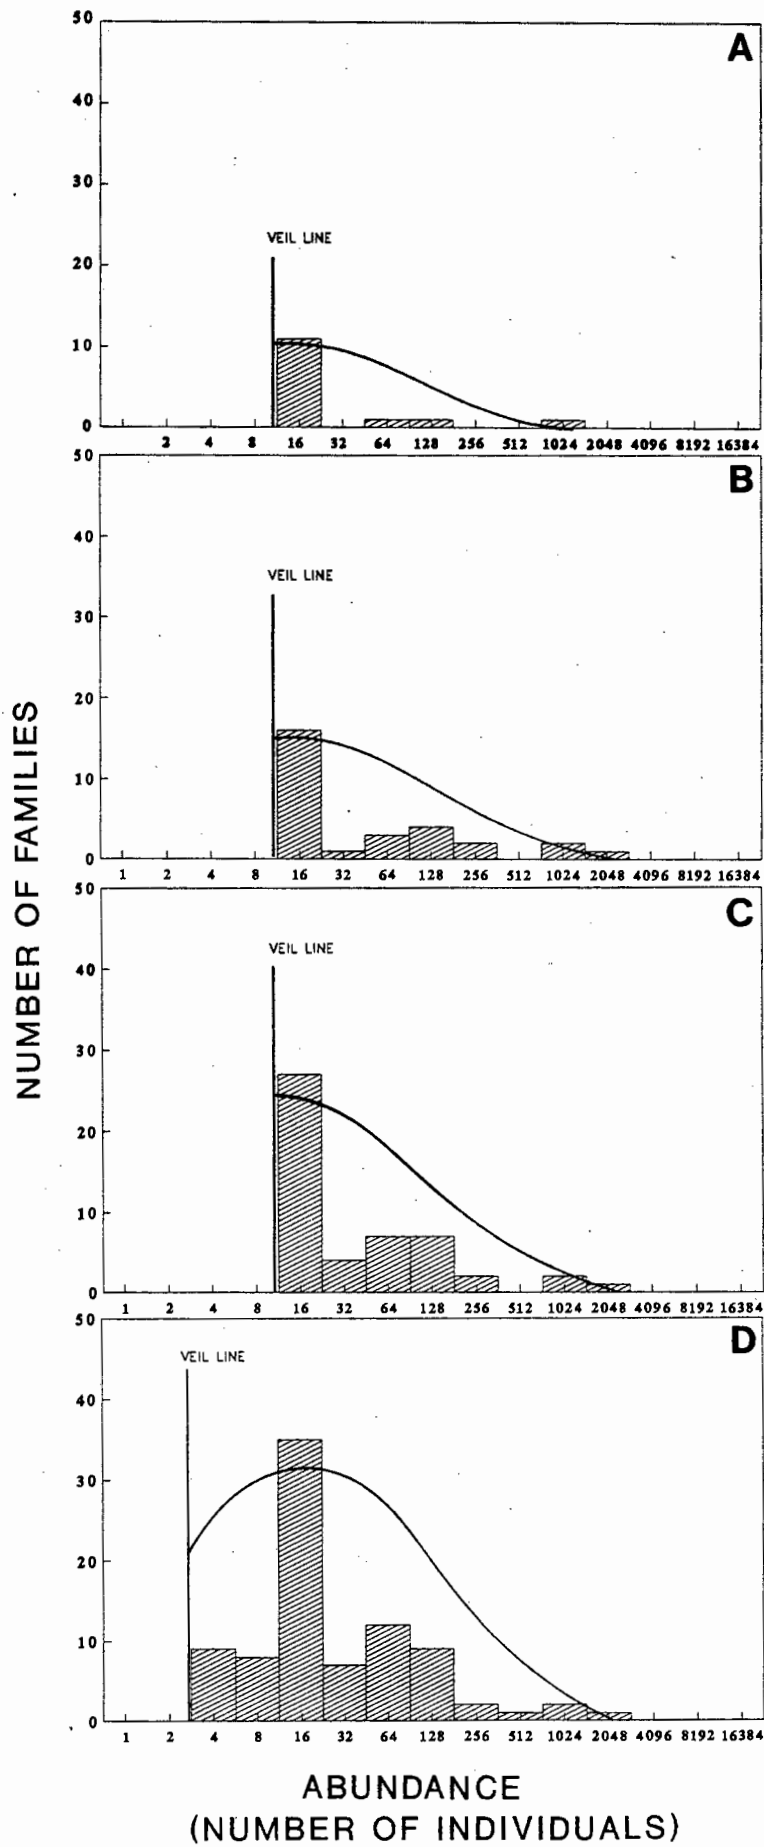 50
A
40
30
VEIL LINE
20
10
0
2 4 8 16 32 64 128 256 512 1024 2048 4096 8192 16384
50
B
40
VEIL LINE
30
20
10
0
1 2 4 8 16 32 64 128 256 512 1024 2048 4096 8192 16384
NUMBER OF FAMILIES
50
C
VEIL LINE
40
30
20
10
0
1 2 4 8 16 32 64 128 256 512 1024 2048 4096 8192 16384
50
D
VEIL LINE
40
30
20
10
0
1 2 4 8 16 32 64 128 256 512 1024 2048 4096 8192 16384
ABUNDANCE
(NUMBER OF INDIVIDUALS)